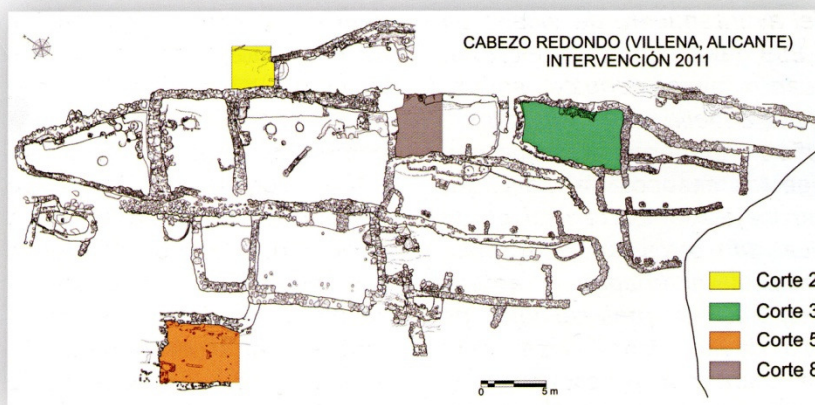 CABEZO REDONDO (VILLENA, ALICANTE)
INTERVENCIÓN 2011
Corte 2
Corte 3
Corte 5
Corte 8
0 5 m